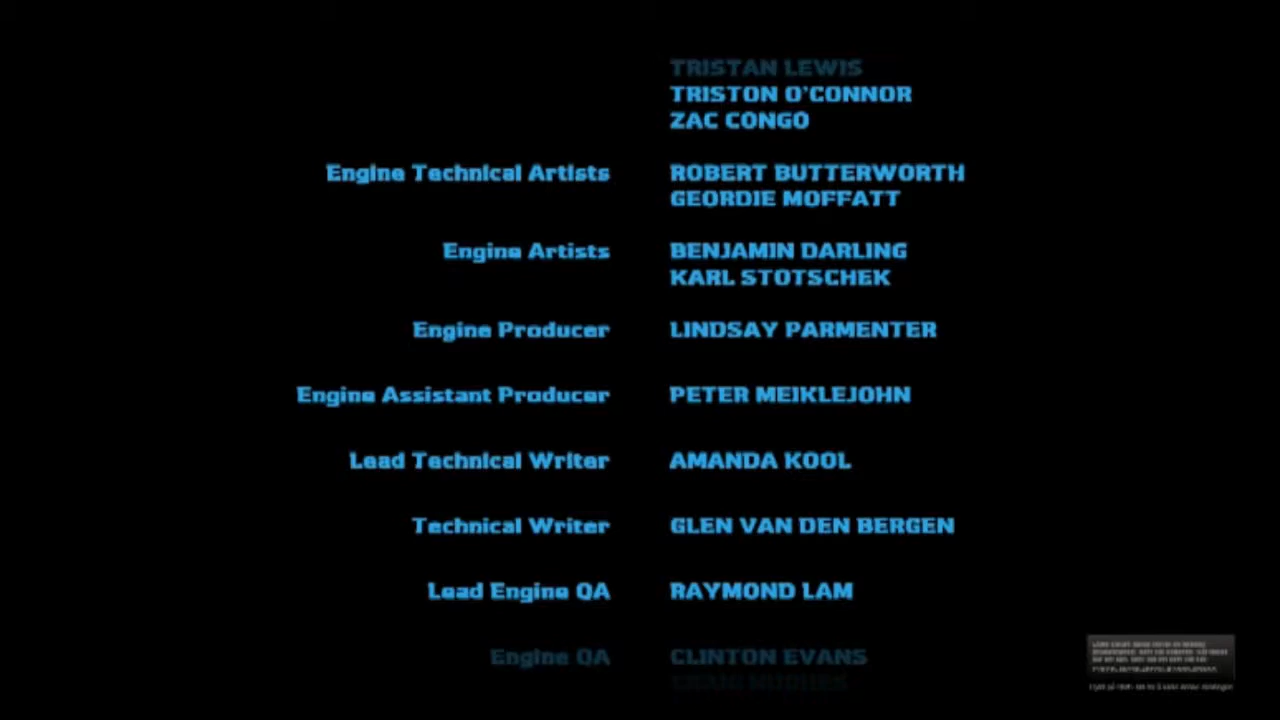 TRISTAN LEWIS
TRISTON O'CONNOR
ZAC CONGO
Engine Technical Artists ROBERT BUTTERWORTH
GEORDIE MOFFATT
Engine Artists BENJAMIN DARLING
KARL STOTSCHEK
Engine Producer LINDSAY PARMENTER
Engine Assistant Producer PETER MEIKLEJOHN
Lead Technical Writer AMANDA KOOL
Technical Writer GLEN VAN DEN BERGEN
Lead Engine QA RAYMOND LAM
Engine QA CLINTON EVANS
CRAIG HUGHES